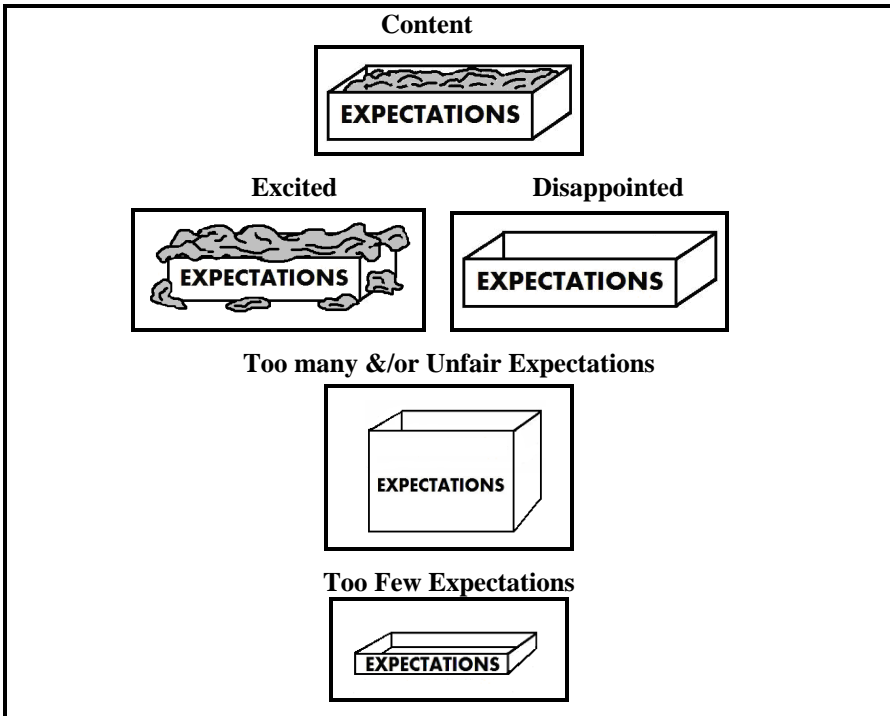 Content
EXPECTATIONS
Excited Disappointed
EXPECTATIONS EXPECTATIONS
Too many &/or Unfair Expectations
EXPECTATIONS
Too Few Expectations
EXPECTATIONS